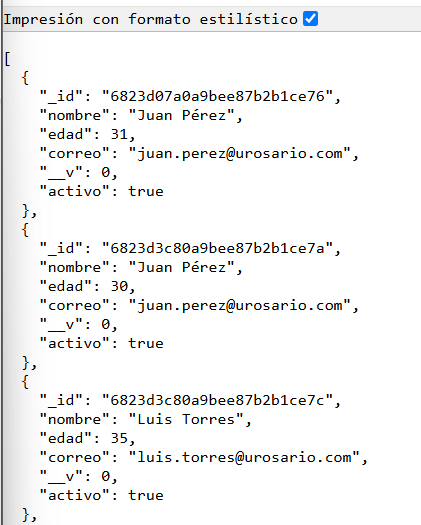 Impresión con formato estilístico
[
  {
    "_id": "6823d07a0a9bee87b2b1ce76",
    "nombre": "Juan Pérez",
    "edad": 31,
    "correo": "juan.perez@urosario.com",
    "__v": 0,
    "activo": true
  },
  {
    "_id": "6823d3c80a9bee87b2b1ce7a",
    "nombre": "Juan Pérez",
    "edad": 30,
    "correo": "juan.perez@urosario.com",
    "__v": 0,
    "activo": true
  },
  {
    "_id": "6823d3c80a9bee87b2b1ce7c",
    "nombre": "Luis Torres",
    "edad": 35,
    "correo": "luis.torres@urosario.com",
    "__v": 0,
    "activo": true
  },